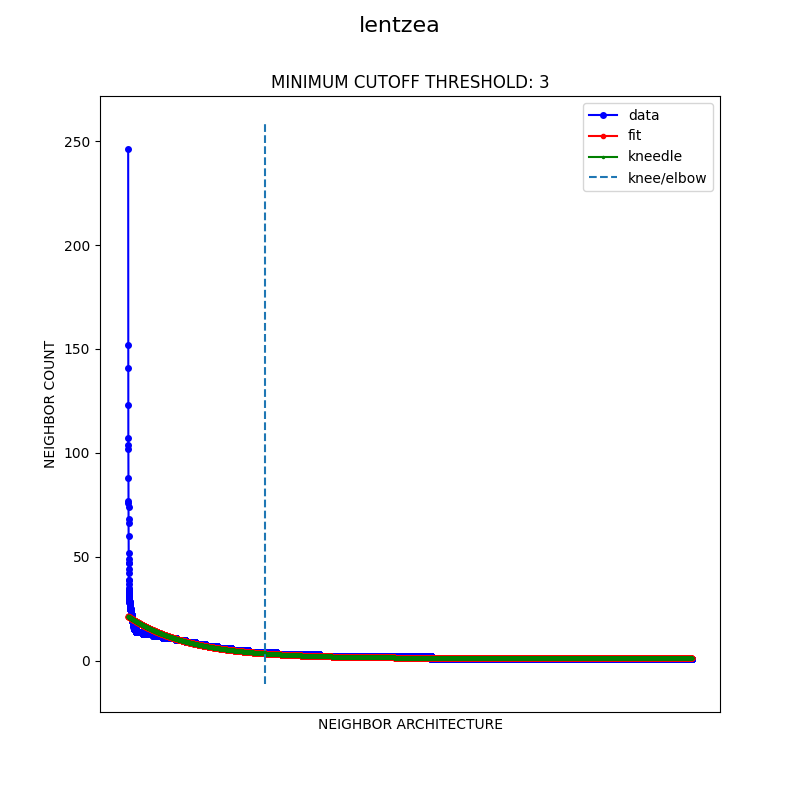 lentzea
MINIMUM CUTOFF THRESHOLD: 3
data
fit
kneedle
knee/elbow
250
200
150
100
50
0
NEIGHBOR COUNT
NEIGHBOR ARCHITECTURE